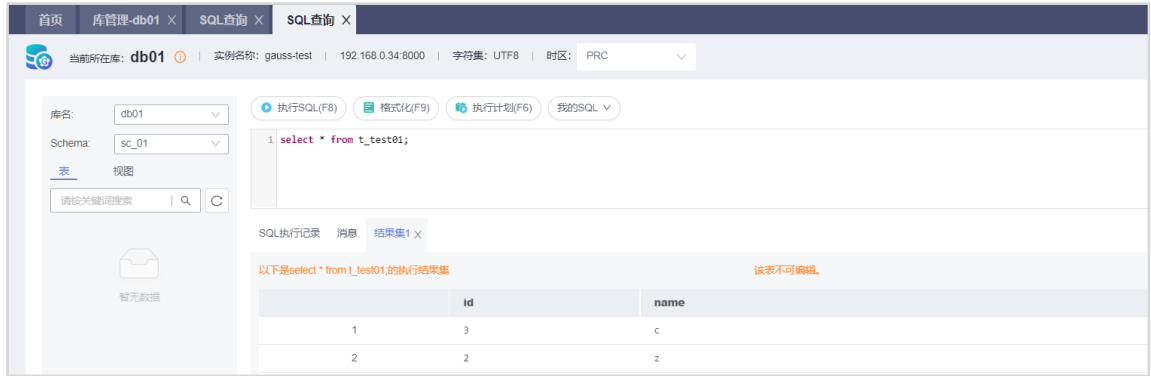 首页 库管理-db01 × SQL查询 × SQL查询 ×
当前所在库: db01 | 实例名称: gauss-test | 192.168.0.34:8000 | 字符集: UTF8 | 时区: PRC
库名: db01
Schema: sc_01
表 视图
请按关键词搜索
暂无数据
执行SQL(F8) 格式化(F9) 执行计划(F6) 我的SQL
1 select * from t_test01;
SQL执行记录 消息 结果集1 ×
以下是select * from t_test01;的执行结果集 该表不可编辑。
id name
1 3 c
2 2 z